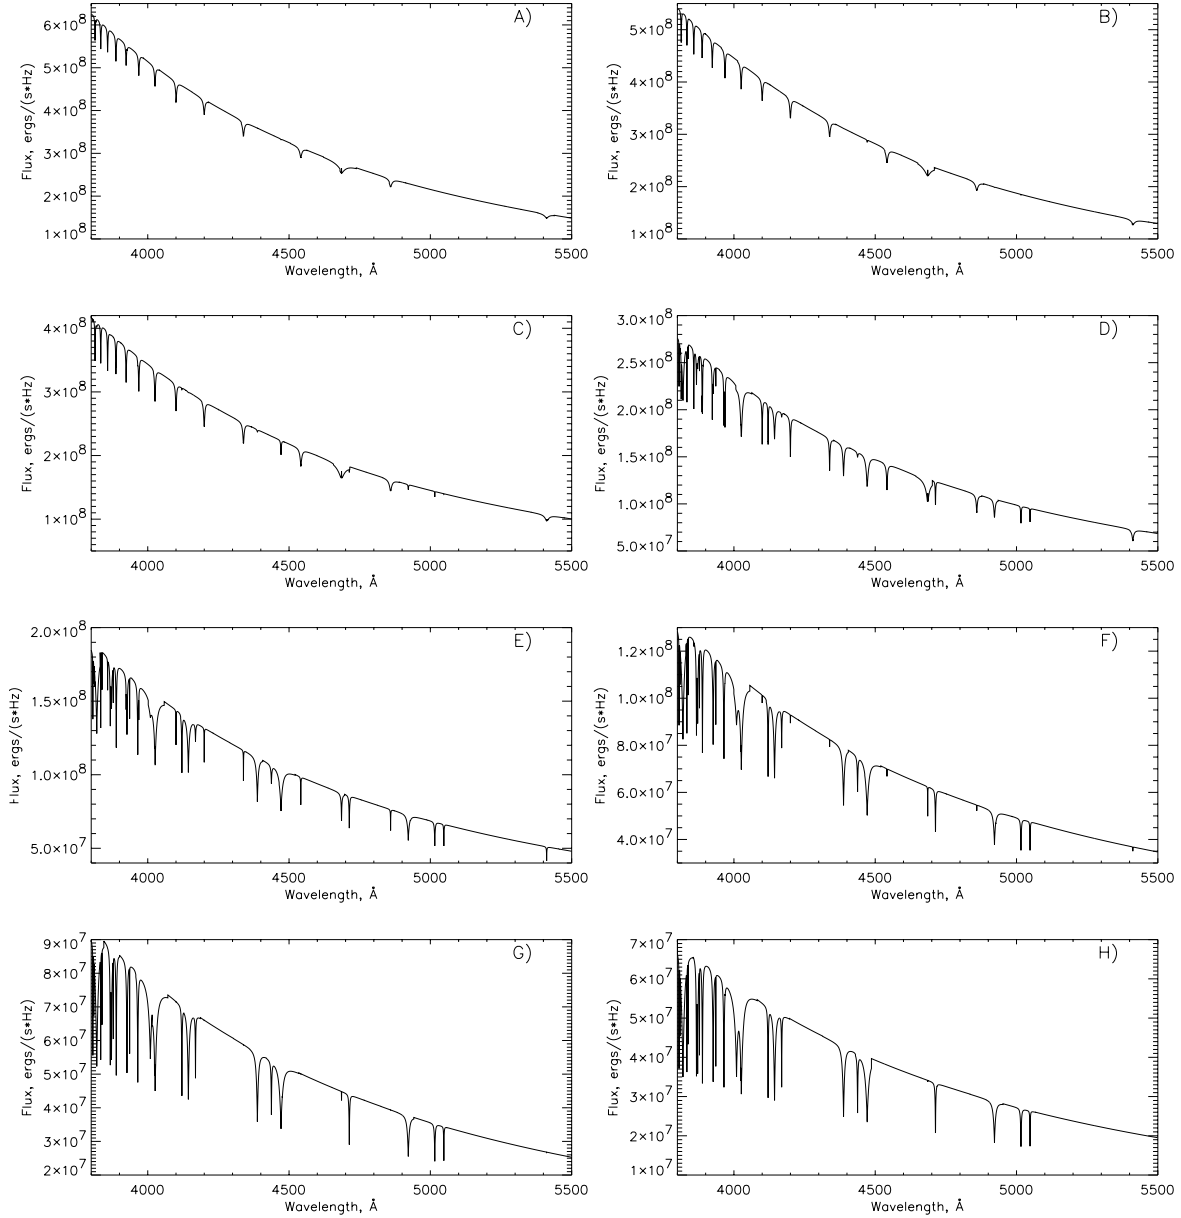 A)
6×10⁸
5×10⁸
4×10⁸
3×10⁸
2×10⁸
1×10⁸
Flux, ergs/(s*Hz)
4000 4500 5000 5500
Wavelength, Å
B)
5×10⁸
4×10⁸
3×10⁸
2×10⁸
1×10⁸
Flux, ergs/(s*Hz)
4000 4500 5000 5500
Wavelength, Å
C)
4×10⁸
3×10⁸
2×10⁸
1×10⁸
Flux, ergs/(s*Hz)
4000 4500 5000 5500
Wavelength, Å
D)
3.0×10⁸
2.5×10⁸
2.0×10⁸
1.5×10⁸
1.0×10⁸
5.0×10⁷
Flux, ergs/(s*Hz)
4000 4500 5000 5500
Wavelength, Å
E)
2.0×10⁸
1.5×10⁸
1.0×10⁸
5.0×10⁷
Flux, ergs/(s*Hz)
4000 4500 5000 5500
Wavelength, Å
F)
1.2×10⁸
1.0×10⁸
8.0×10⁷
6.0×10⁷
4.0×10⁷
Flux, ergs/(s*Hz)
4000 4500 5000 5500
Wavelength, Å
G)
9×10⁷
8×10⁷
7×10⁷
6×10⁷
5×10⁷
4×10⁷
3×10⁷
2×10⁷
Flux, ergs/(s*Hz)
4000 4500 5000 5500
Wavelength, Å
H)
7×10⁷
6×10⁷
5×10⁷
4×10⁷
3×10⁷
2×10⁷
1×10⁷
Flux, ergs/(s*Hz)
4000 4500 5000 5500
Wavelength, Å